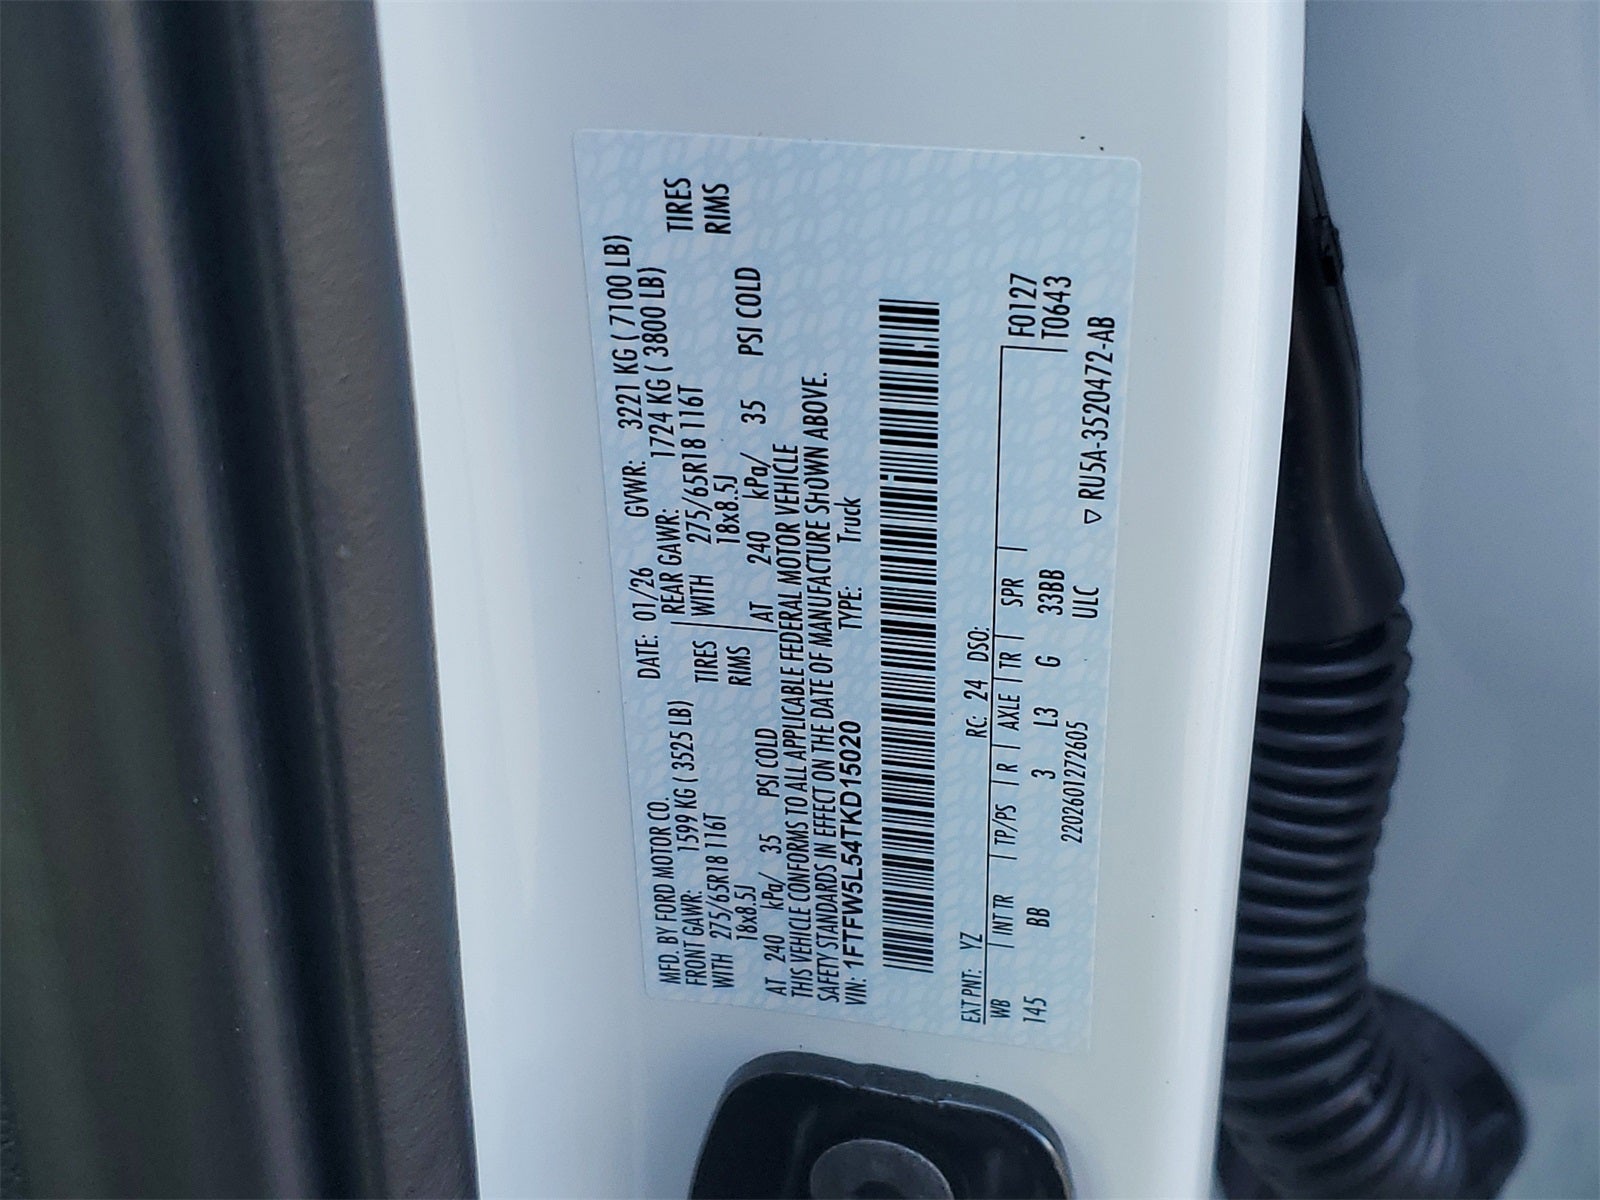 MFD. BY FORD MOTOR CO.
DATE: 01/26 GVWR: 3221 KG ( 7100 LB)
FRONT GAWR: 1599 KG ( 3525 LB) REAR GAWR: 1724 KG ( 3800 LB)
WITH 275/65R18 116T TIRES WITH 275/65R18 116T TIRES
18x8.5J RIMS 18x8.5J RIMS
AT 240 kPa/ 35 PSI COLD AT 240 kPa/ 35 PSI COLD
THIS VEHICLE CONFORMS TO ALL APPLICABLE FEDERAL MOTOR VEHICLE
SAFETY STANDARDS IN EFFECT ON THE DATE OF MANUFACTURE SHOWN ABOVE.
VIN: 1FTFW5L54TKD15020 TYPE: Truck
EXT PNT: YZ RC: 24 DSO:
WB INT TR TP/PS R AXLE TR SPR F0127
145 BB 3 L3 G 33BB T0643
2202601272605 ULC
▽ RU5A-3520472-AB